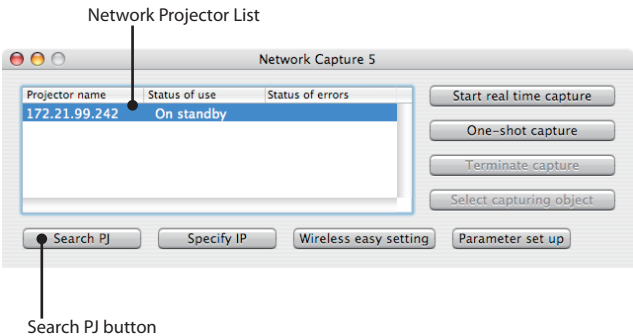 Network Projector List
Network Capture 5
Projector name Status of use Status of errors
172.21.99.242 On standby
Start real time capture
One-shot capture
Terminate capture
Select capturing object
Search PJ Specify IP Wireless easy setting Parameter set up
Search PJ button